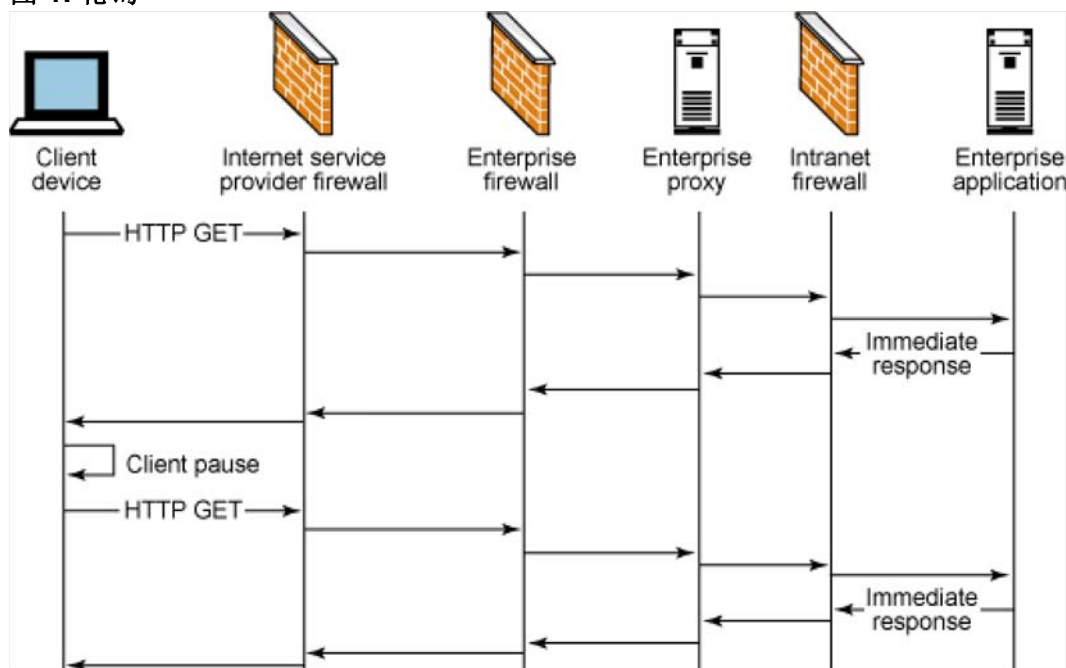 Client
device
Internet service
provider firewall
Enterprise
firewall
Enterprise
proxy
Intranet
firewall
Enterprise
application
HTTP GET
Immediate
response
Client pause
HTTP GET
Immediate
response